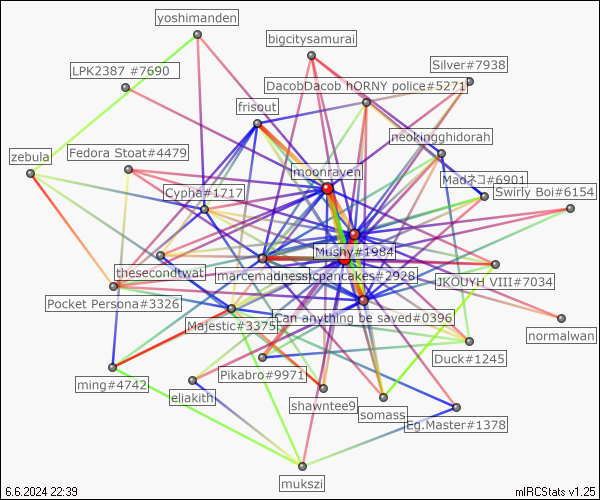 yoshimanden
bigcitysamurai
Silver#7938
LPK2387 #7690
DacobDacob hORNY police#5271
frisout
neokingghidorah
zebula
Fedora Stoat#4479
moonraven
Madネコ#6901
Cypha#1717
Swirly Boi#6154
Mushy#1984
thesecondtwat
marcemadness
pancakes#2928
JKOUYH VIII#7034
Pocket Persona#3326
Can anything be saved#0396
Majestic#3375
normalwan
Duck#1245
Pikabro#9971
ming#4742
eliakith
shawntee9
somass
Eg.Master#1378
mukszi
6.6.2024 22:39
mIRCStats v1.25